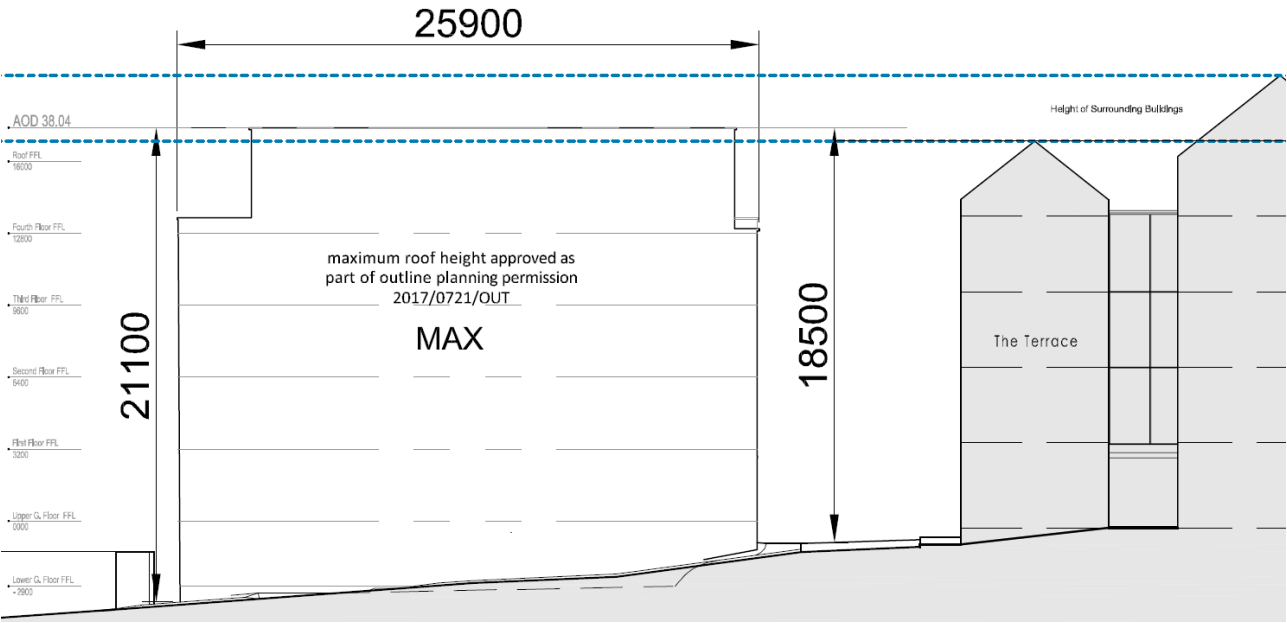 25900
Height of Surrounding Buildings
AOD 38.04
Roof FFL
16000
Fourth Floor FFL
12800
maximum roof height approved as
part of outline planning permission
2017/0721/OUT
MAX
Third Floor FFL
9600
21100
18500
The Terrace
Second Floor FFL
6400
First Floor FFL
3200
Upper G. Floor FFL
0000
Lower G. Floor FFL
-2900